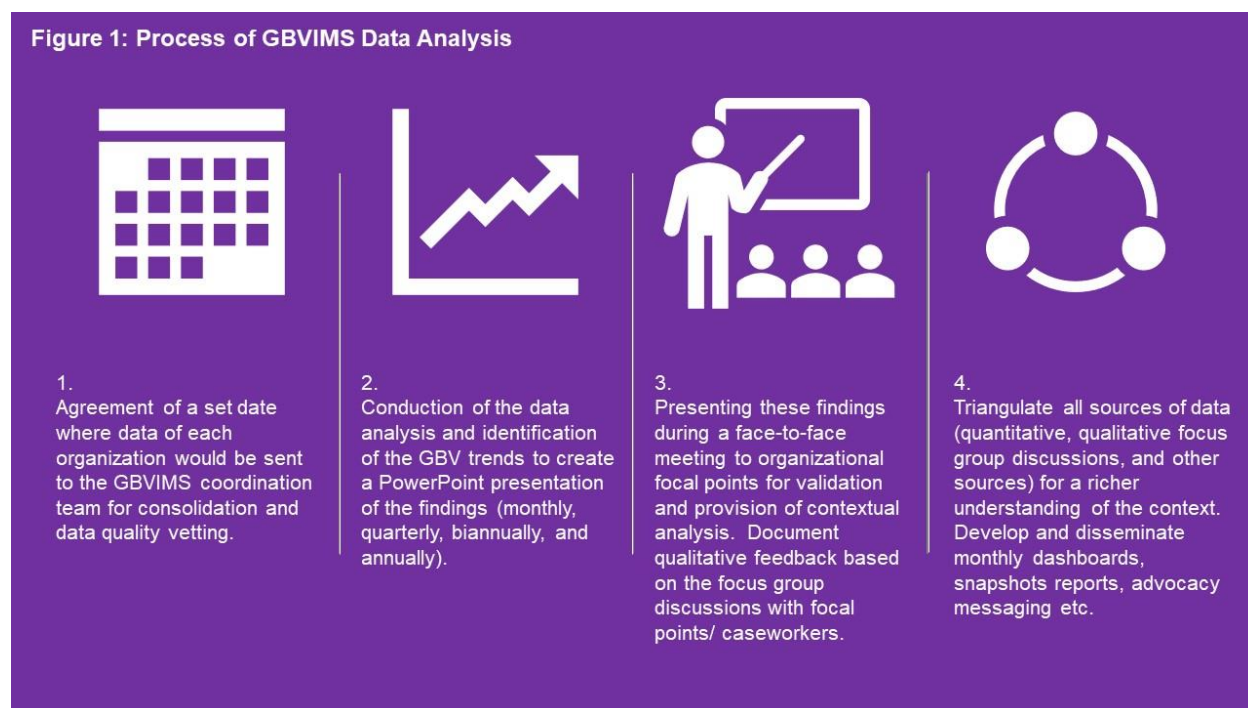 Figure 1: Process of GBVIMS Data Analysis
1.
Agreement of a set date
where data of each
organization would be sent
to the GBVIMS coordination
team for consolidation and
data quality vetting.
2.
Conduction of the data
analysis and identification
of the GBV trends to create
a PowerPoint presentation
of the findings (monthly,
quarterly, biannually, and
annually).
3.
Presenting these findings
during a face-to-face
meeting to organizational
focal points for validation
and provision of contextual
analysis. Document
qualitative feedback based
on the focus group
discussions with focal
points/ caseworkers.
4.
Triangulate all sources of data
(quantitative, qualitative focus
group discussions, and other
sources) for a richer
understanding of the context.
Develop and disseminate
monthly dashboards,
snapshots reports, advocacy
messaging etc.